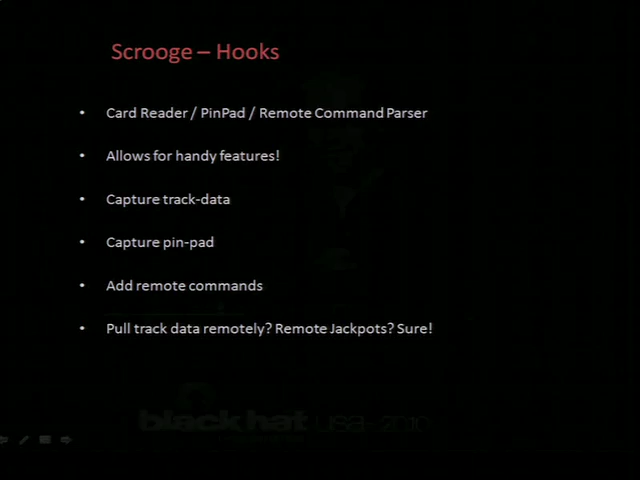 Scrooge – Hooks
• Card Reader / PinPad / Remote Command Parser
• Allows for handy features!
• Capture track-data
• Capture pin-pad
• Add remote commands
• Pull track data remotely? Remote Jackpots? Sure!
black hat USA+2010